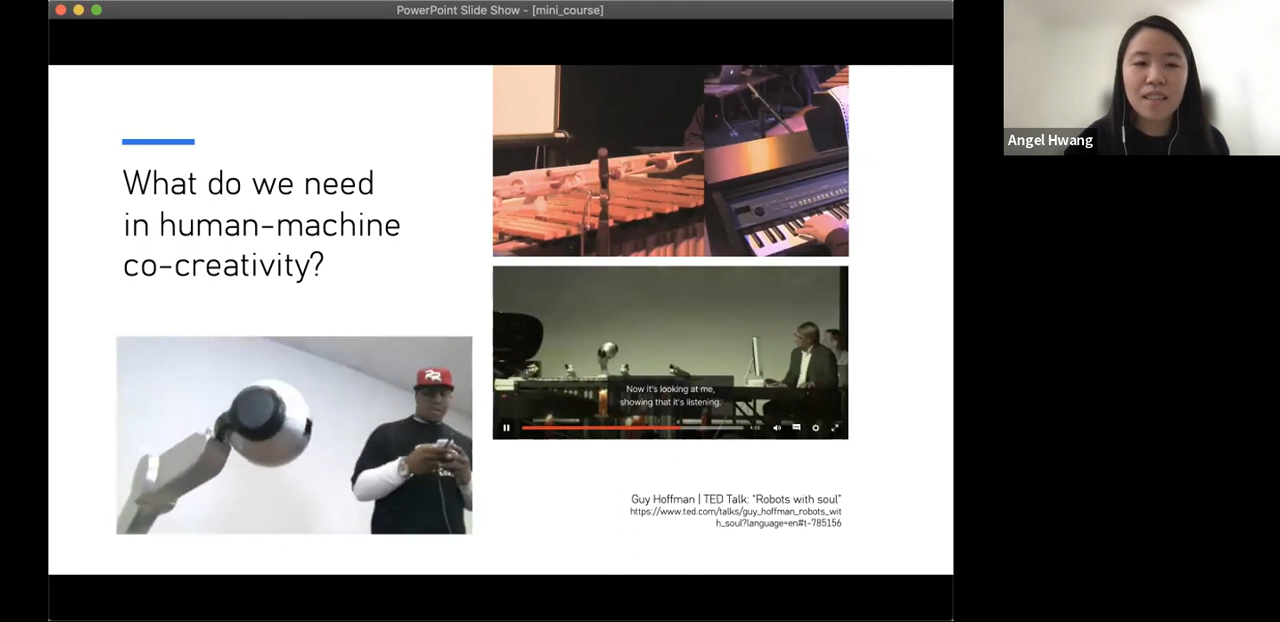 PowerPoint Slide Show - [mini_course]
Angel Hwang
What do we need
in human-machine
co-creativity?
Now it's looking at me,
showing that it's listening.
Guy Hoffman | TED Talk: "Robots with soul"
https://www.ted.com/talks/guy_hoffman_robots_wit
h_soul?language=en#t-785156